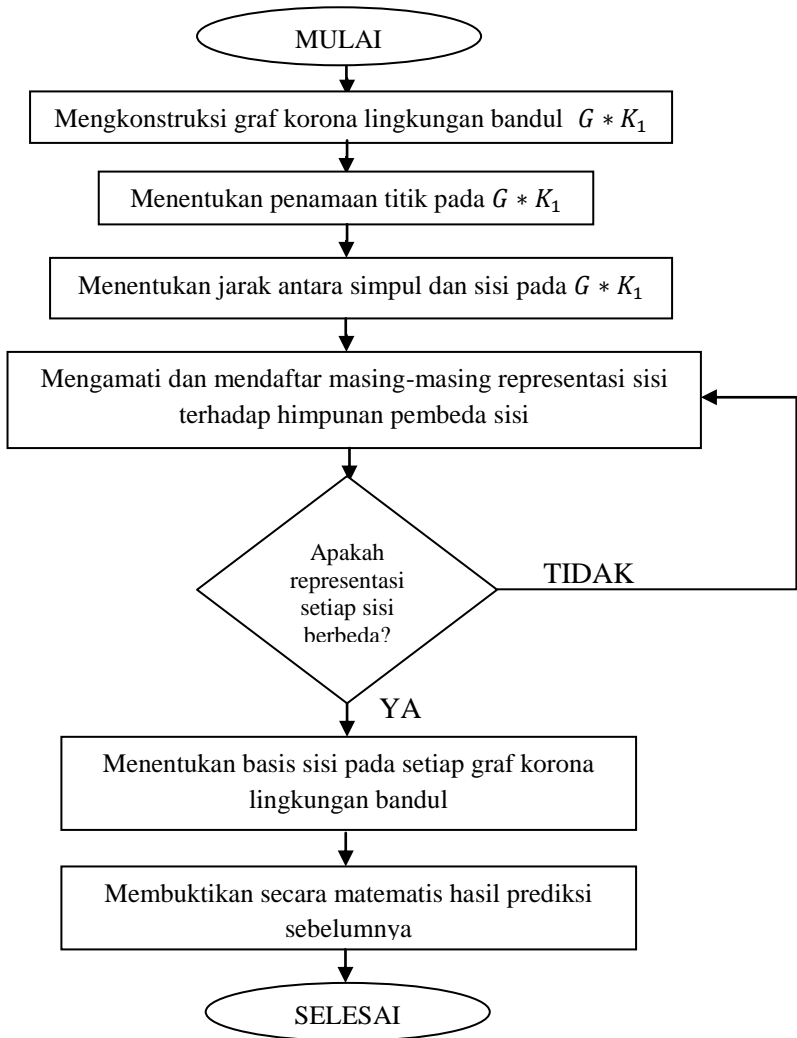 MULAI
Mengkonstruksi graf korona lingkungan bandul G * K₁
Menentukan penamaan titik pada G * K₁
Menentukan jarak antara simpul dan sisi pada G * K₁
Mengamati dan mendaftar masing-masing representasi sisi
terhadap himpunan pembeda sisi
Apakah
representasi
setiap sisi
berbeda?
TIDAK
YA
Menentukan basis sisi pada setiap graf korona
lingkungan bandul
Membuktikan secara matematis hasil prediksi
sebelumnya
SELESAI